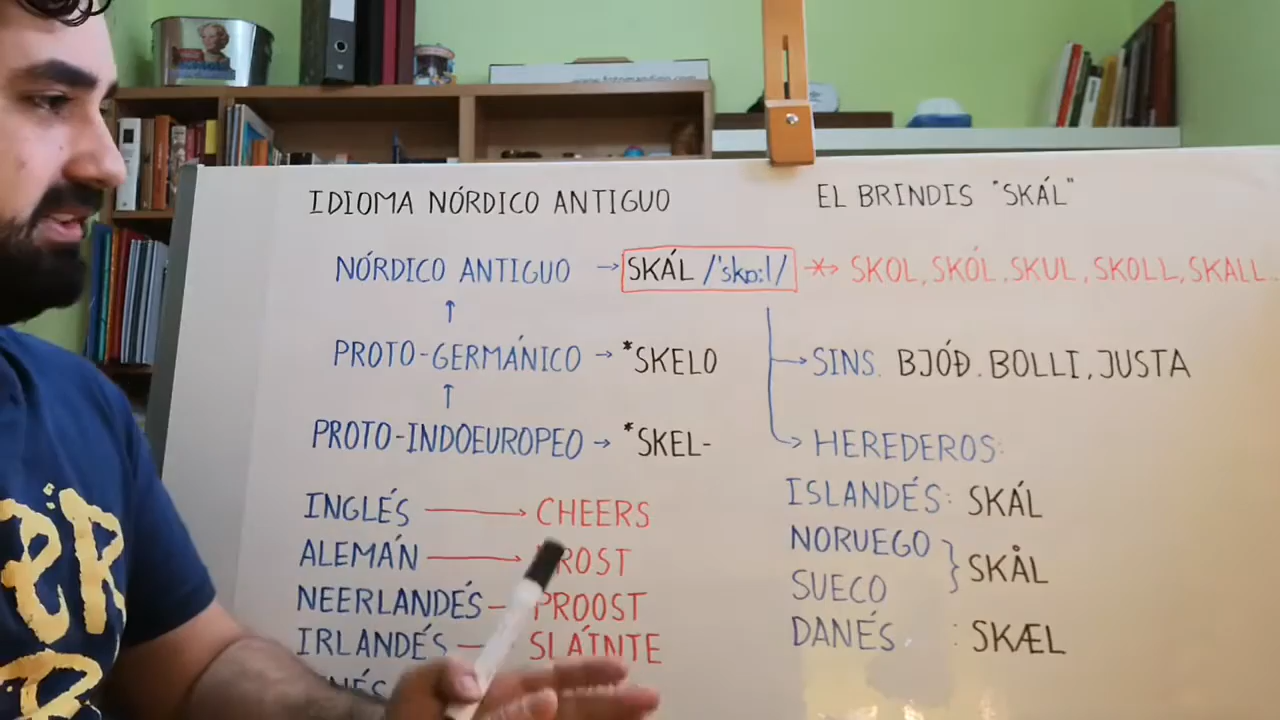 IDIOMA NÓRDICO ANTIGUO
EL BRINDIS "SKÁL"
NÓRDICO ANTIGUO → SKÁL /ˈskɒːl/ → SKOL, SKÓL, SKUL, SKOLL, SKALL
↑
PROTO-GERMÁNICO → *SKELO
↑
PROTO-INDOEUROPEO → *SKEL-
INGLÉS → CHEERS
ALEMÁN → PROST
NEERLANDÉS – PROOST
IRLANDÉS – SLÁINTE
SINS. BJÓÐ. BOLLI, JUSTA
HEREDEROS:
ISLANDÉS: SKÁL
NORUEGO
SUECO } SKÅL
DANÉS : SKÆL